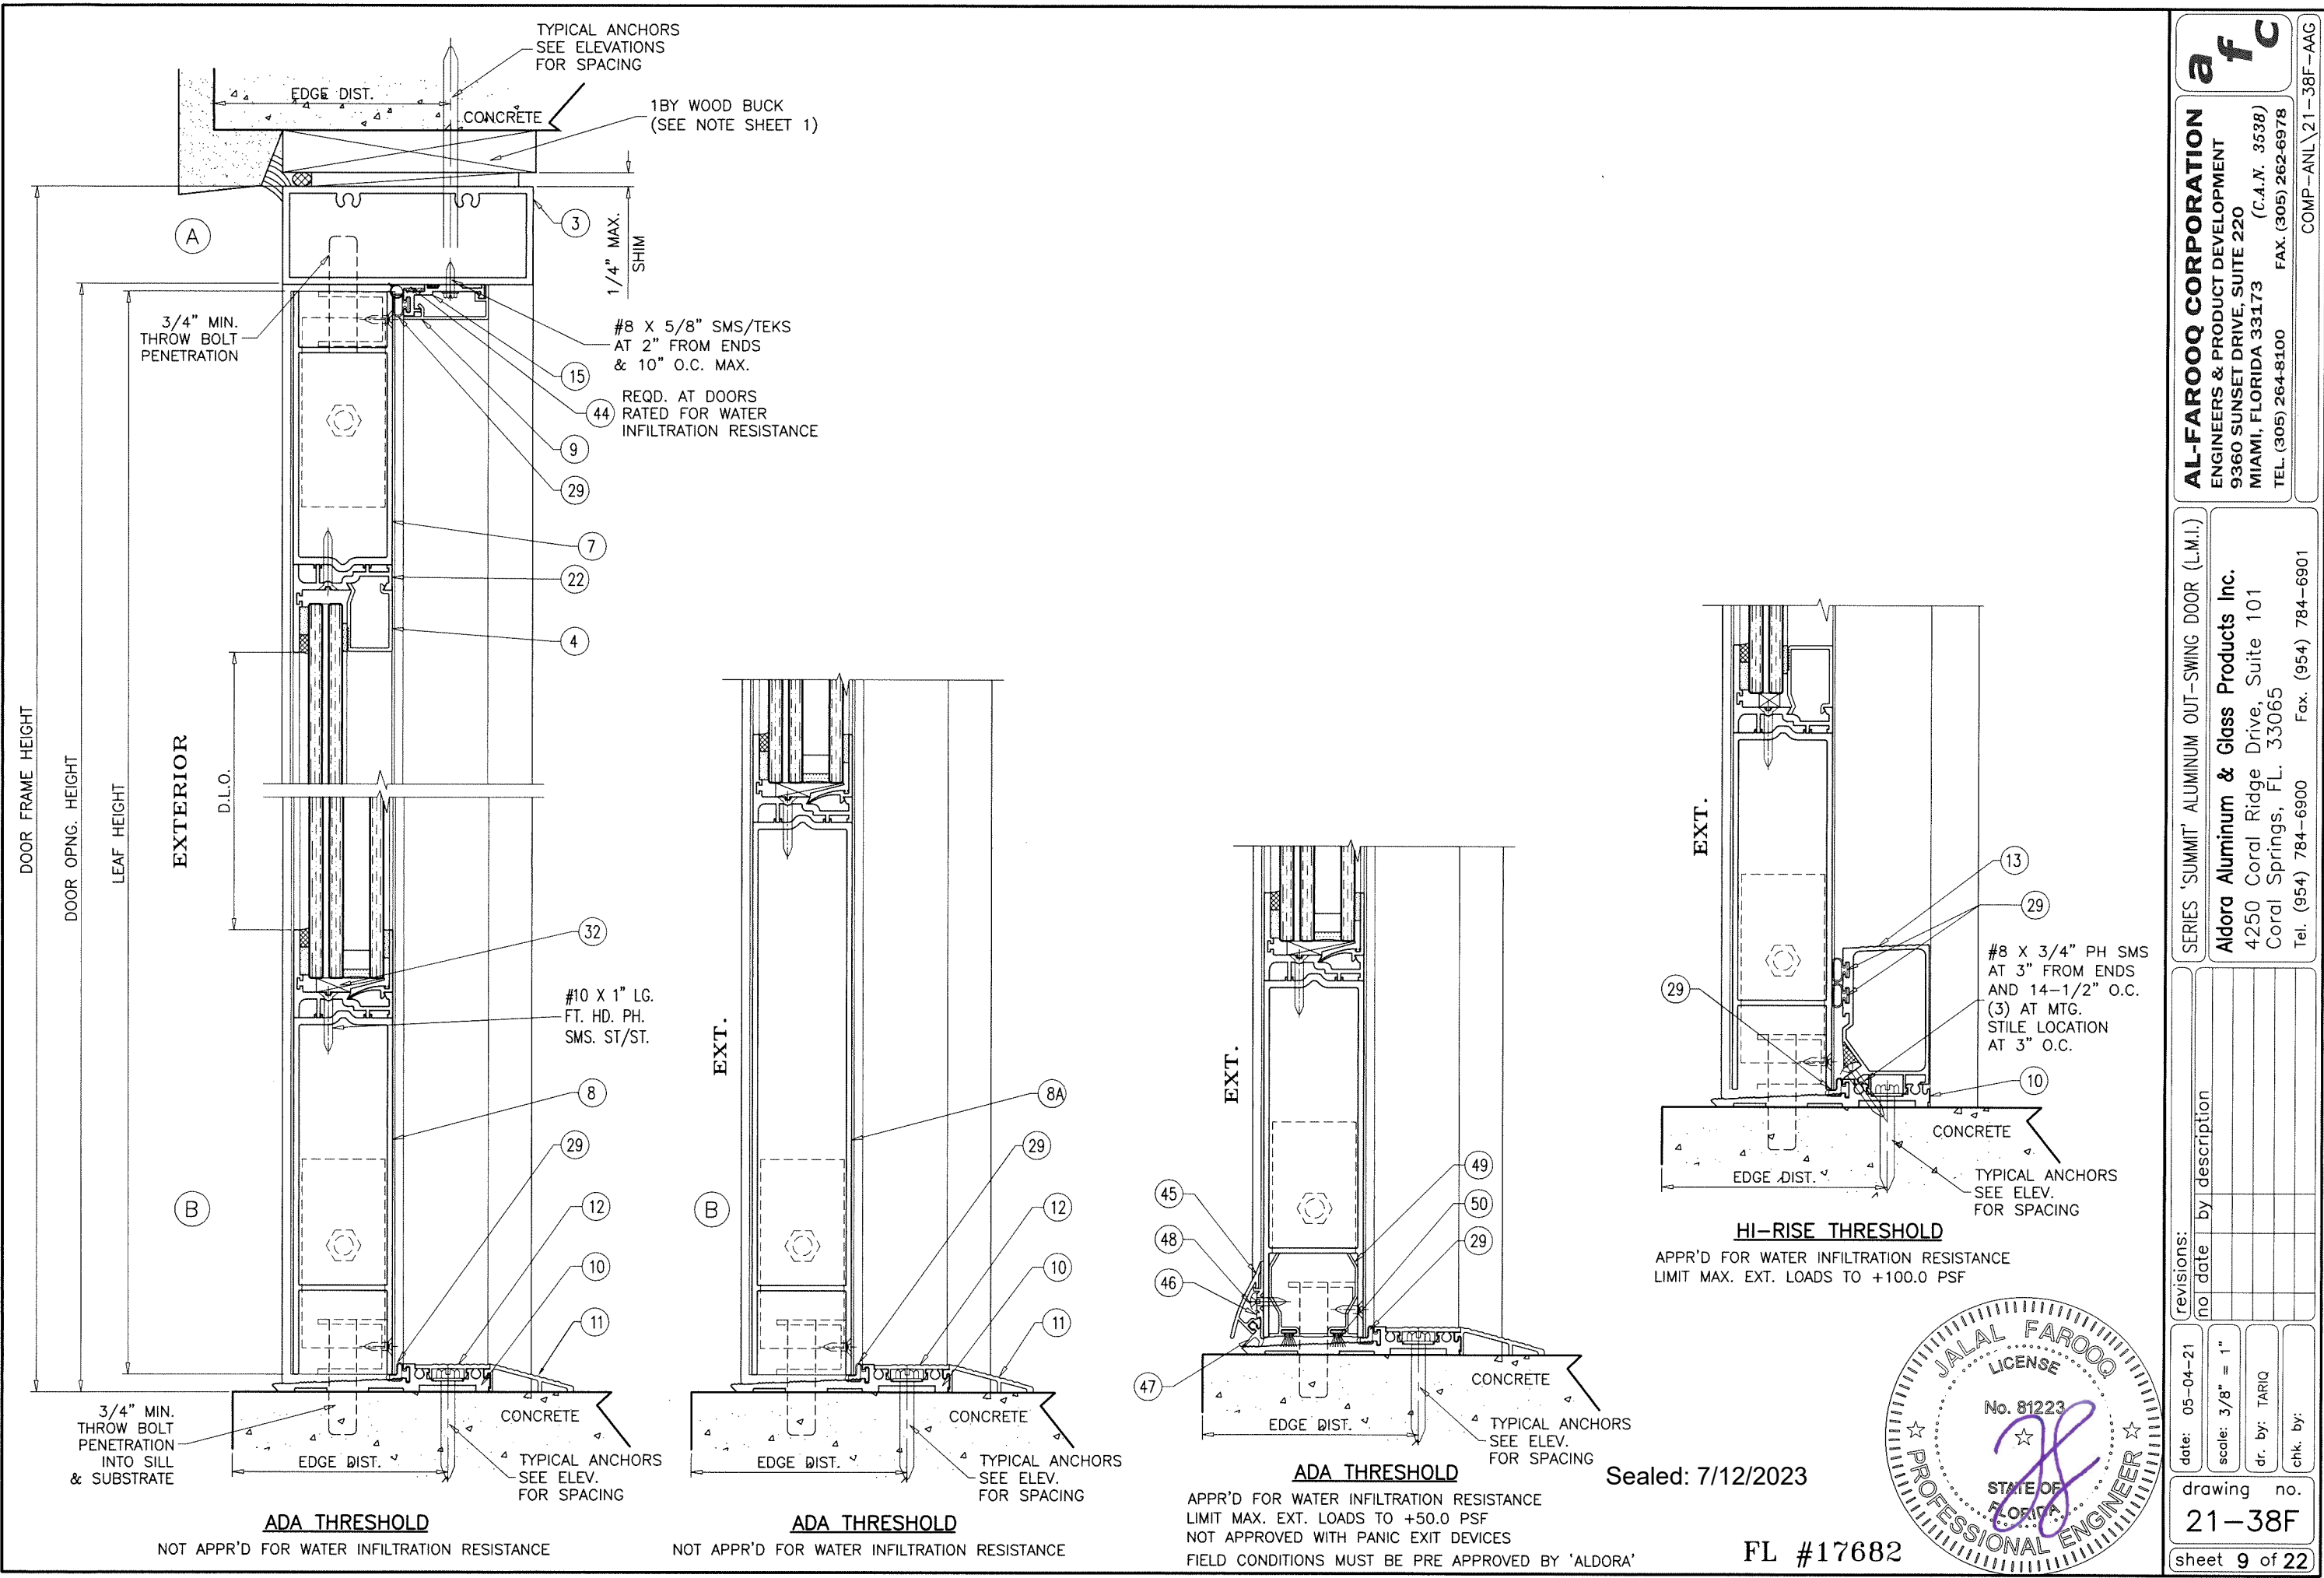 TYPICAL ANCHORS
SEE ELEVATIONS
FOR SPACING
EDGE DIST.
CONCRETE
1BY WOOD BUCK
(SEE NOTE SHEET 1)
A
3
1/4" MAX.
SHIM
3/4" MIN.
THROW BOLT
PENETRATION
#8 X 5/8" SMS/TEKS
AT 2" FROM ENDS
& 10" O.C. MAX.
15
44
REQD. AT DOORS
RATED FOR WATER
INFILTRATION RESISTANCE
9
29
7
22
4
DOOR FRAME HEIGHT
DOOR OPNG. HEIGHT
LEAF HEIGHT
EXTERIOR
D.L.O.
32
#10 X 1" LG.
FT. HD. PH.
SMS. ST/ST.
8
29
B
12
10
11
3/4" MIN.
THROW BOLT
PENETRATION
INTO SILL
& SUBSTRATE
CONCRETE
EDGE DIST.
TYPICAL ANCHORS
SEE ELEV.
FOR SPACING
ADA THRESHOLD
NOT APPR'D FOR WATER INFILTRATION RESISTANCE
EXT.
8A
29
B
12
10
11
CONCRETE
EDGE DIST.
TYPICAL ANCHORS
SEE ELEV.
FOR SPACING
ADA THRESHOLD
NOT APPR'D FOR WATER INFILTRATION RESISTANCE
EXT.
45
48
46
47
49
50
29
CONCRETE
EDGE DIST.
TYPICAL ANCHORS
SEE ELEV.
FOR SPACING
ADA THRESHOLD
APPR'D FOR WATER INFILTRATION RESISTANCE
LIMIT MAX. EXT. LOADS TO +50.0 PSF
NOT APPROVED WITH PANIC EXIT DEVICES
FIELD CONDITIONS MUST BE PRE APPROVED BY 'ALDORA'
EXT.
13
29
29
#8 X 3/4" PH SMS
AT 3" FROM ENDS
AND 14-1/2" O.C.
(3) AT MTG.
STILE LOCATION
AT 3" O.C.
10
CONCRETE
EDGE DIST.
TYPICAL ANCHORS
SEE ELEV.
FOR SPACING
HI-RISE THRESHOLD
APPR'D FOR WATER INFILTRATION RESISTANCE
LIMIT MAX. EXT. LOADS TO +100.0 PSF
Sealed: 7/12/2023
FL #17682
JALAL FAROOQ
LICENSE
No. 81223
STATE OF
FLORIDA
PROFESSIONAL ENGINEER
afc
AL-FAROOQ CORPORATION
ENGINEERS & PRODUCT DEVELOPMENT
9360 SUNSET DRIVE, SUITE 220
MIAMI, FLORIDA 33173 (C.A.N. 3538)
TEL. (305) 264-8100 FAX. (305) 262-6978
COMP-ANL\21-38F-AAG
SERIES 'SUMMIT' ALUMINUM OUT-SWING DOOR (L.M.I.)
Aldora Aluminum & Glass Products Inc.
4250 Coral Ridge Drive, Suite 101
Coral Springs, FL. 33065
Tel. (954) 784-6900 Fax. (954) 784-6901
revisions:
no date by description
date: 05-04-21
scale: 3/8" = 1"
dr. by: TARIQ
chk. by:
drawing no.
21-38F
sheet 9 of 22